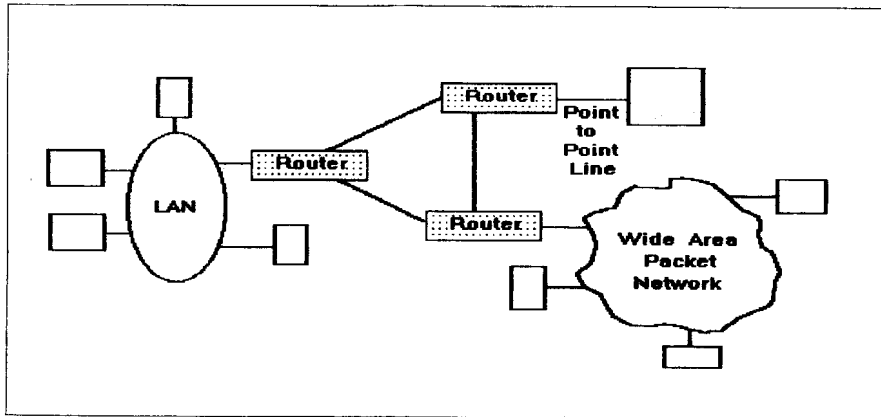 Router
Point
to
Point
Line
Router
LAN
Router
Wide Area
Packet
Network